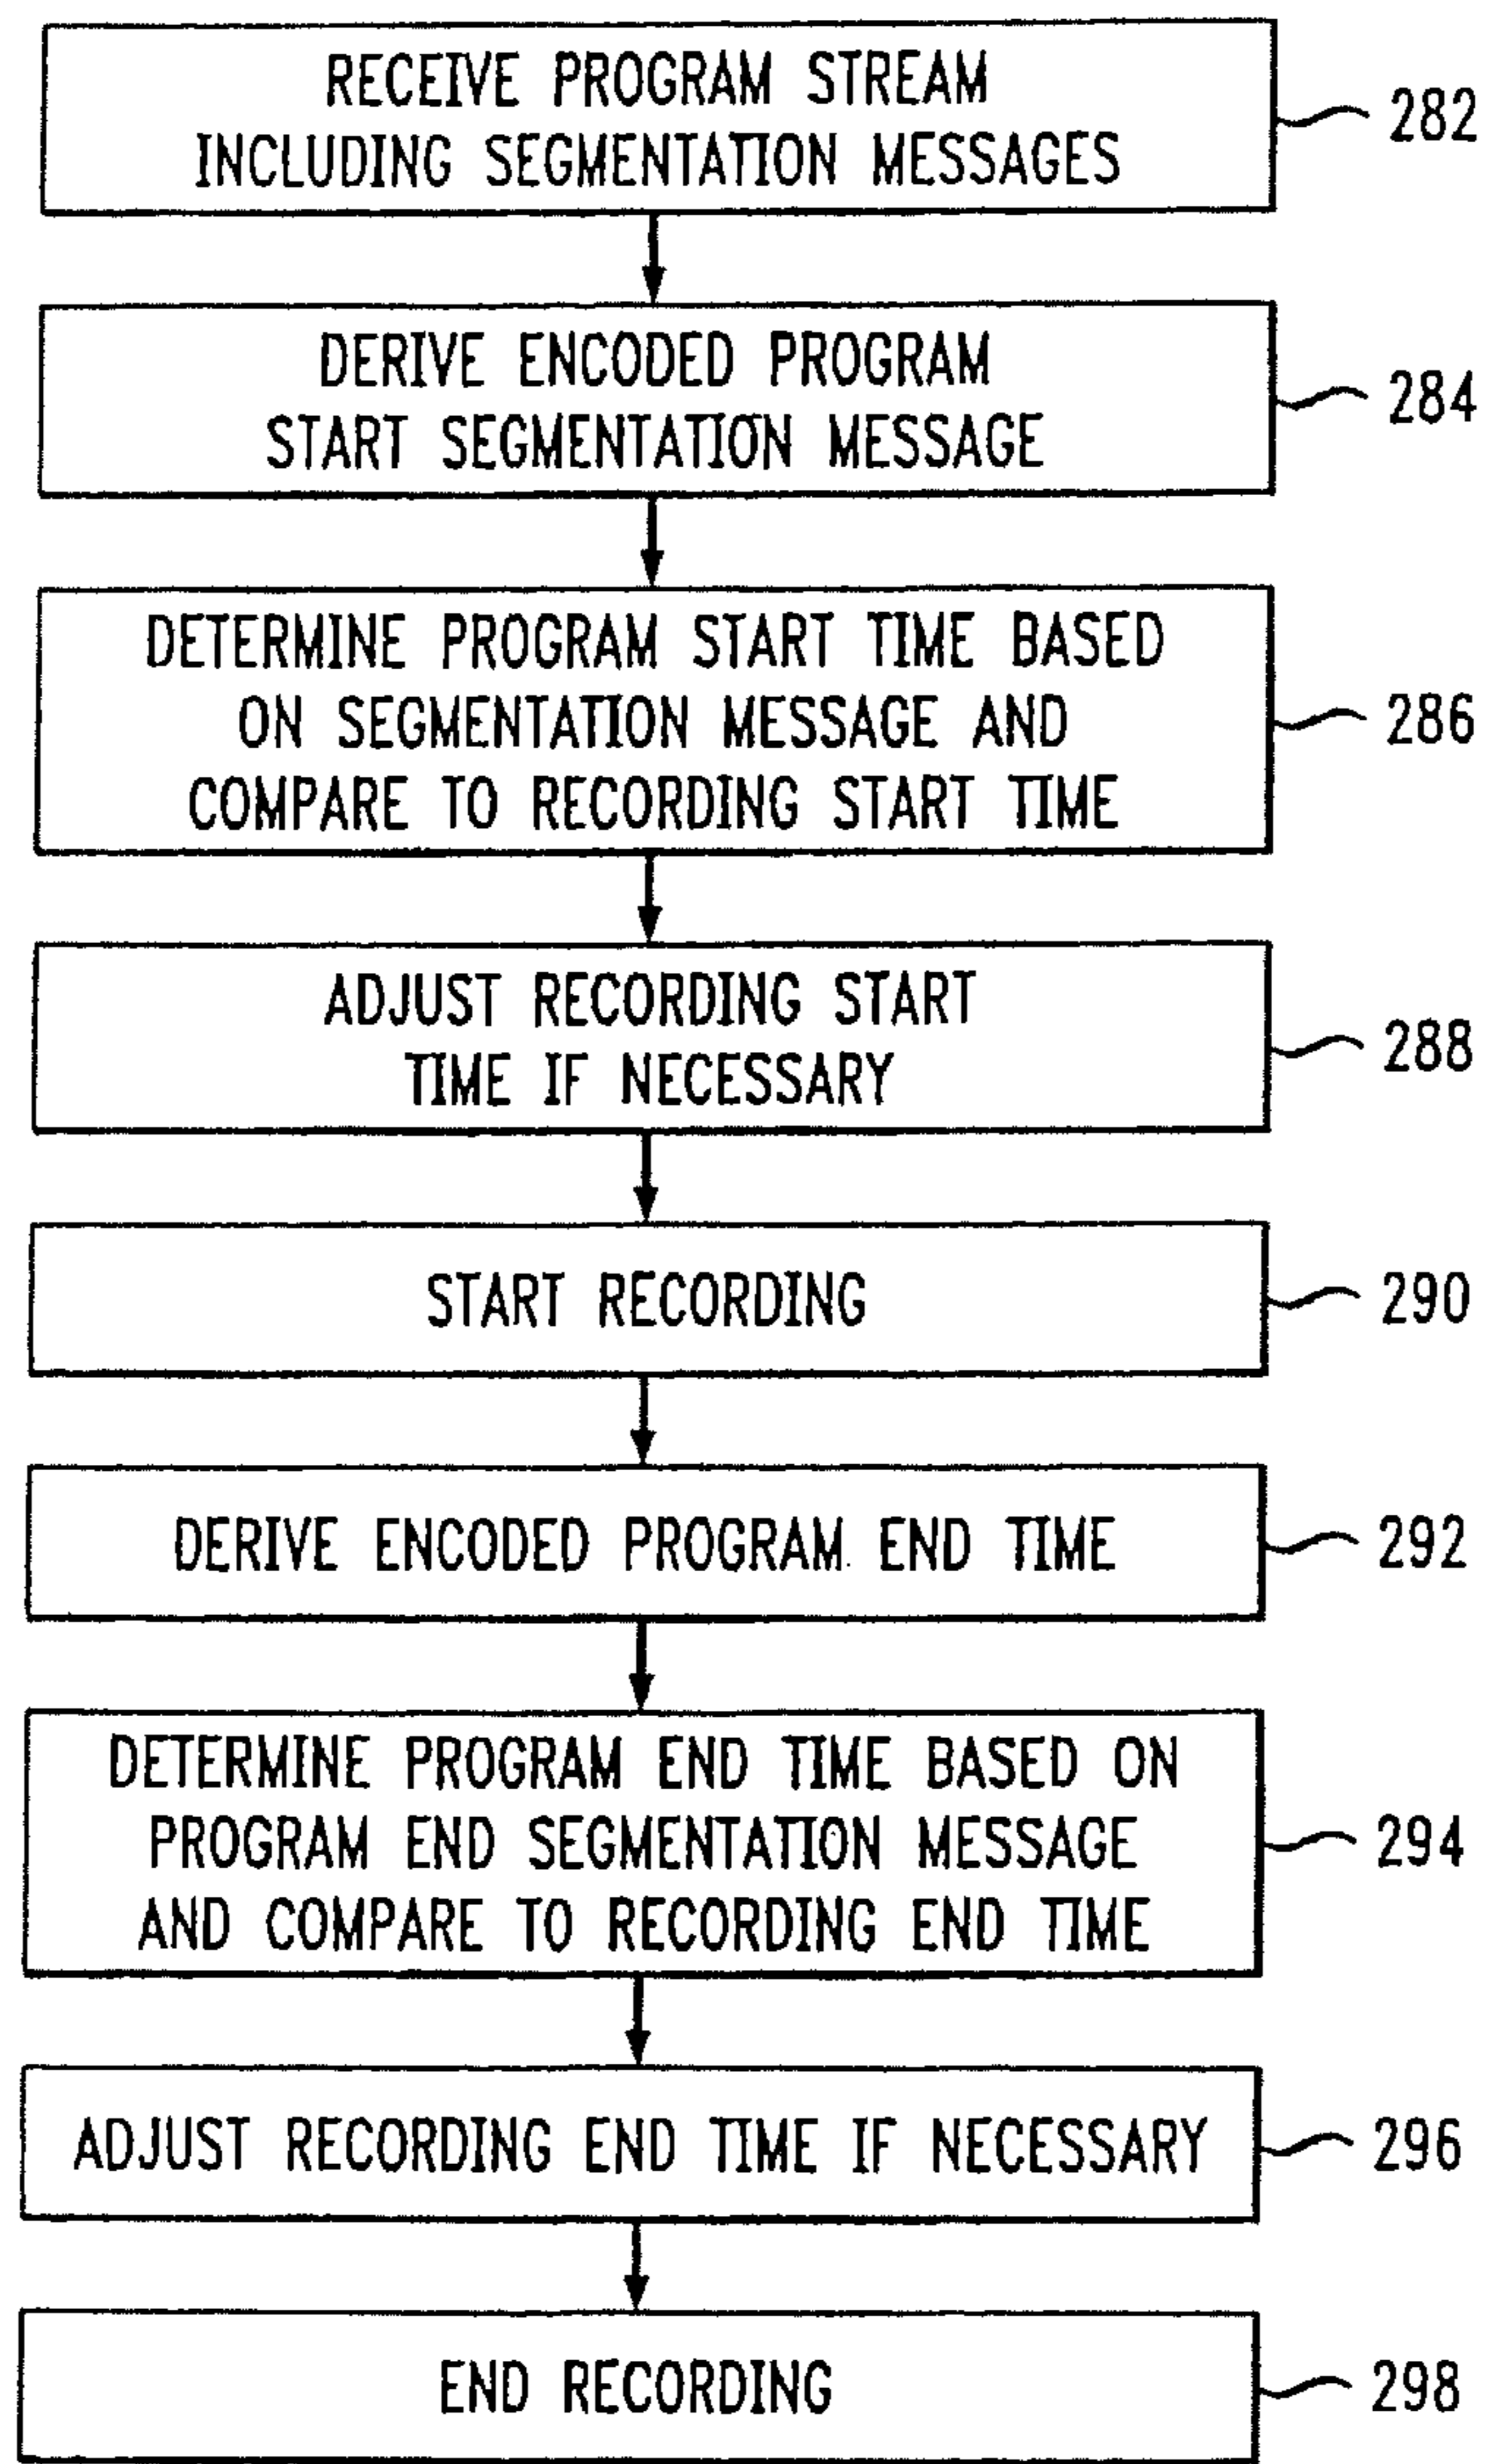 RECEIVE PROGRAM STREAM
INCLUDING SEGMENTATION MESSAGES
282
DERIVE ENCODED PROGRAM
START SEGMENTATION MESSAGE
284
DETERMINE PROGRAM START TIME BASED
ON SEGMENTATION MESSAGE AND
COMPARE TO RECORDING START TIME
286
ADJUST RECORDING START
TIME IF NECESSARY
288
START RECORDING
290
DERIVE ENCODED PROGRAM END TIME
292
DETERMINE PROGRAM END TIME BASED ON
PROGRAM END SEGMENTATION MESSAGE
AND COMPARE TO RECORDING END TIME
294
ADJUST RECORDING END TIME IF NECESSARY
296
END RECORDING
298